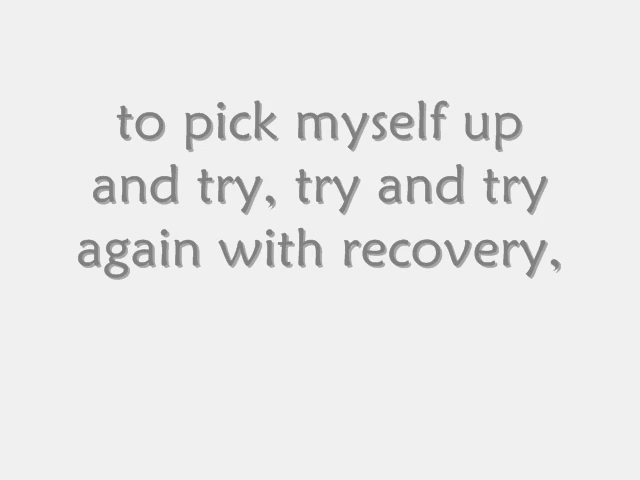 to pick myself up
and try, try and try
again with recovery,